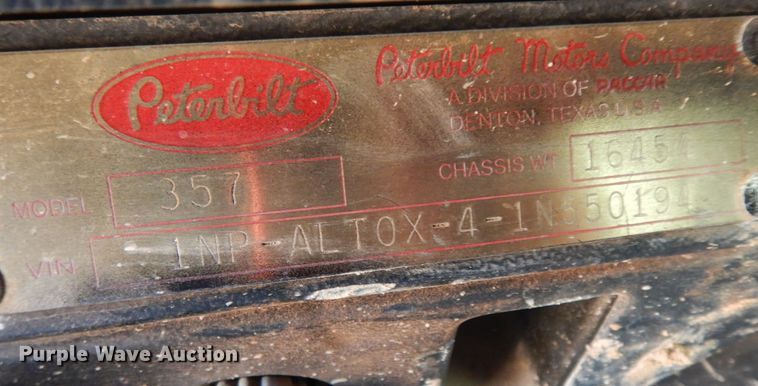 Peterbilt
Peterbilt Motors Company
A DIVISION OF PACCAR
DENTON, TEXAS U.S.A.
MODEL 357
CHASSIS WT 16454
VIN 1NP-ALTOX-4-1N550194
Purple Wave Auction